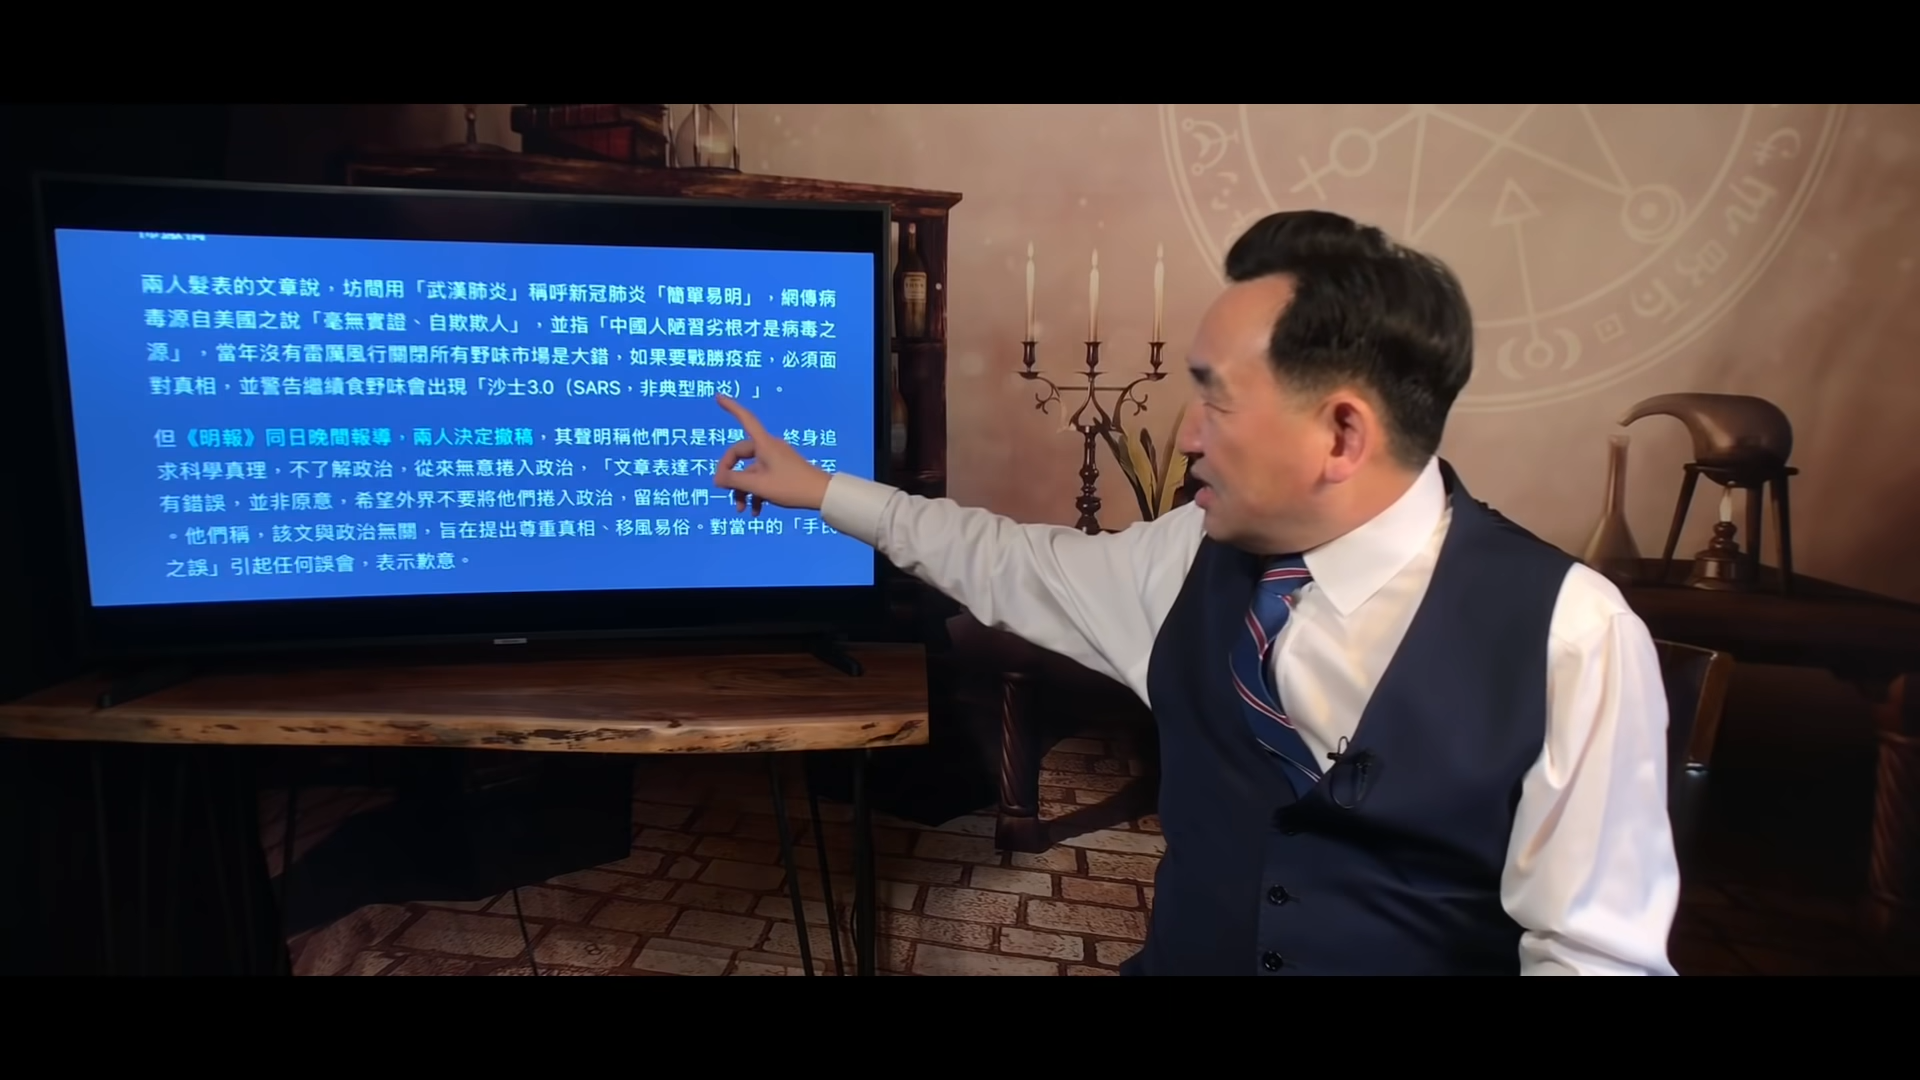 兩人髮表的文章說，坊間用「武漢肺炎」稱呼新冠肺炎「簡單易明」，網傳病
毒源自美國之說「毫無實證、自欺欺人」，並指「中國人陋習劣根才是病毒之
源」，當年沒有雷厲風行關閉所有野味市場是大錯，如果要戰勝疫症，必須面
對真相，並警告繼續食野味會出現「沙士3.0（SARS，非典型肺炎）」。
但《明報》同日晚間報導，兩人決定撤稿，其聲明稱他們只是科學 終身追
求科學真理，不了解政治，從來無意捲入政治，「文章表達不 甚至
有錯誤，並非原意，希望外界不要將他們捲入政治，留給他們一
。他們稱，該文與政治無關，旨在提出尊重真相、移風易俗。對當中的「手民
之誤」引起任何誤會，表示歉意。